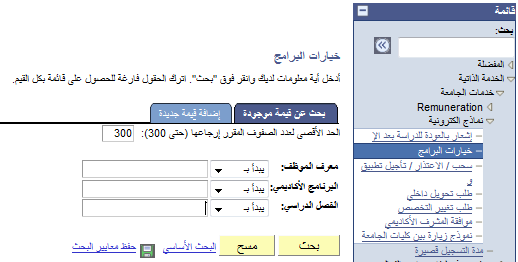 قائمة
بحث:
المفضلة
الخدمة الذاتية
خدمات الجامعة
Remuneration
نماذج الكترونية
إشعار بالعودة للدراسة بعد الإ
خيارات البرامج
سحب / الاعتذار / تأجيل تطبيق
و
طلب تحويل داخلي
طلب تغيير التخصص
موافقة المشرف الأكاديمي
نموذج زيارة بين كليات الجامعة
مدة التسجيل قصيرة
خيارات البرامج
أدخل أية معلومات لديك وانقر فوق "بحث". اترك الحقول فارغة للحصول على قائمة بكل القيم.
بحث عن قيمة موجودة
إضافة قيمة جديدة
الحد الأقصى لعدد الصفوف المقرر إرجاعها (حتى 300): 300
معرف الموظف: يبدأ بـ
البرنامج الأكاديمي: يبدأ بـ
الفصل الدراسي: يبدأ بـ
بحث مسح البحث الأساسي حفظ معايير البحث